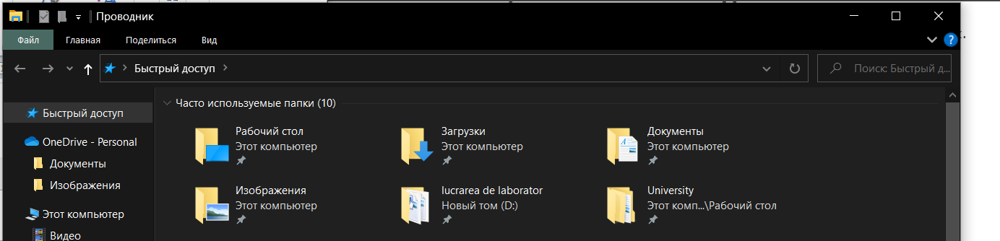 Проводник
Файл Главная Поделиться Вид
Быстрый доступ
Поиск: Быстрый д...
Быстрый доступ
OneDrive - Personal
Документы
Изображения
Этот компьютер
Видео
Часто используемые папки (10)
Рабочий стол
Этот компьютер
Загрузки
Этот компьютер
Документы
Этот компьютер
Изображения
Этот компьютер
lucrarea de laborator
Новый том (D:)
University
Этот комп...\Рабочий стол